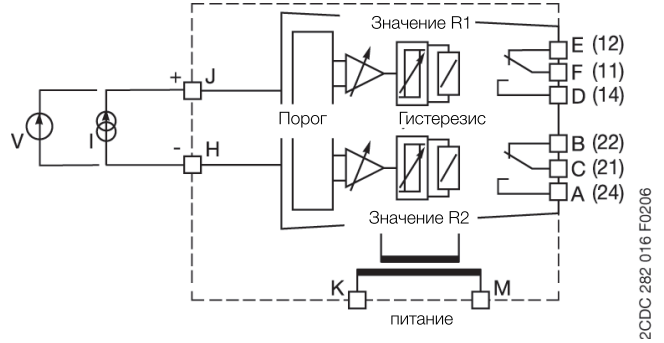 Значение R1
E (12)
+ J
F (11)
D (14)
Порог
Гистерезис
V
I
B (22)
- H
C (21)
A (24)
Значение R2
K
M
питание
2CDC 282 016 F0206